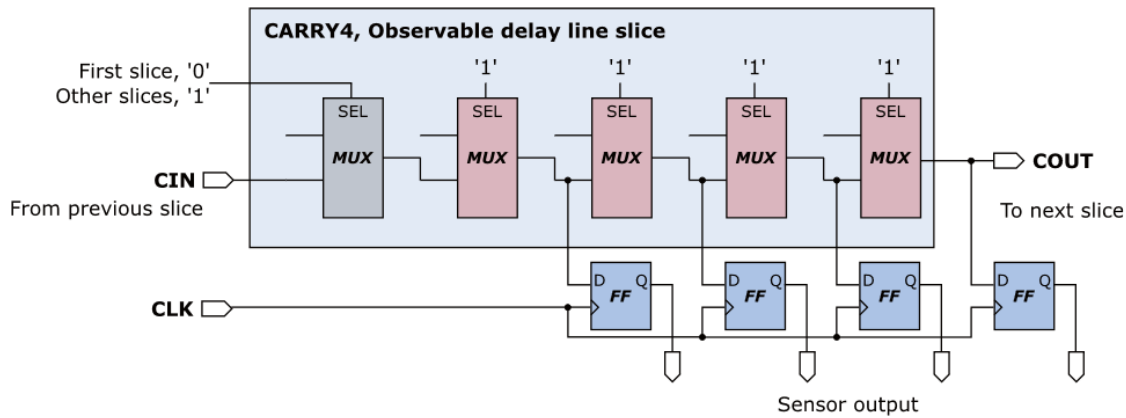 CARRY4, Observable delay line slice
First slice, '0'
Other slices, '1'
'1' '1' '1' '1'
SEL SEL SEL SEL SEL
MUX MUX MUX MUX MUX
CIN
COUT
From previous slice
To next slice
D Q D Q D Q D Q
FF FF FF FF
CLK
Sensor output